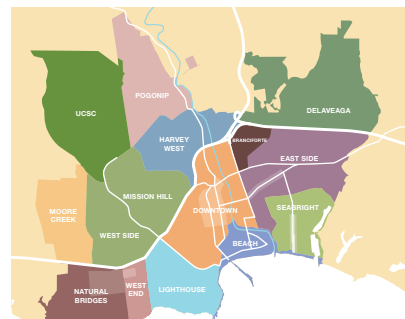 POGONIP
UCSC
DELAVEAGA
HARVEY
WEST
BRANCIFORTE
EAST SIDE
MISSION HILL
MOORE
CREEK
DOWNTOWN
SEABRIGHT
WEST SIDE
BEACH
NATURAL
BRIDGES
WEST
END
LIGHTHOUSE